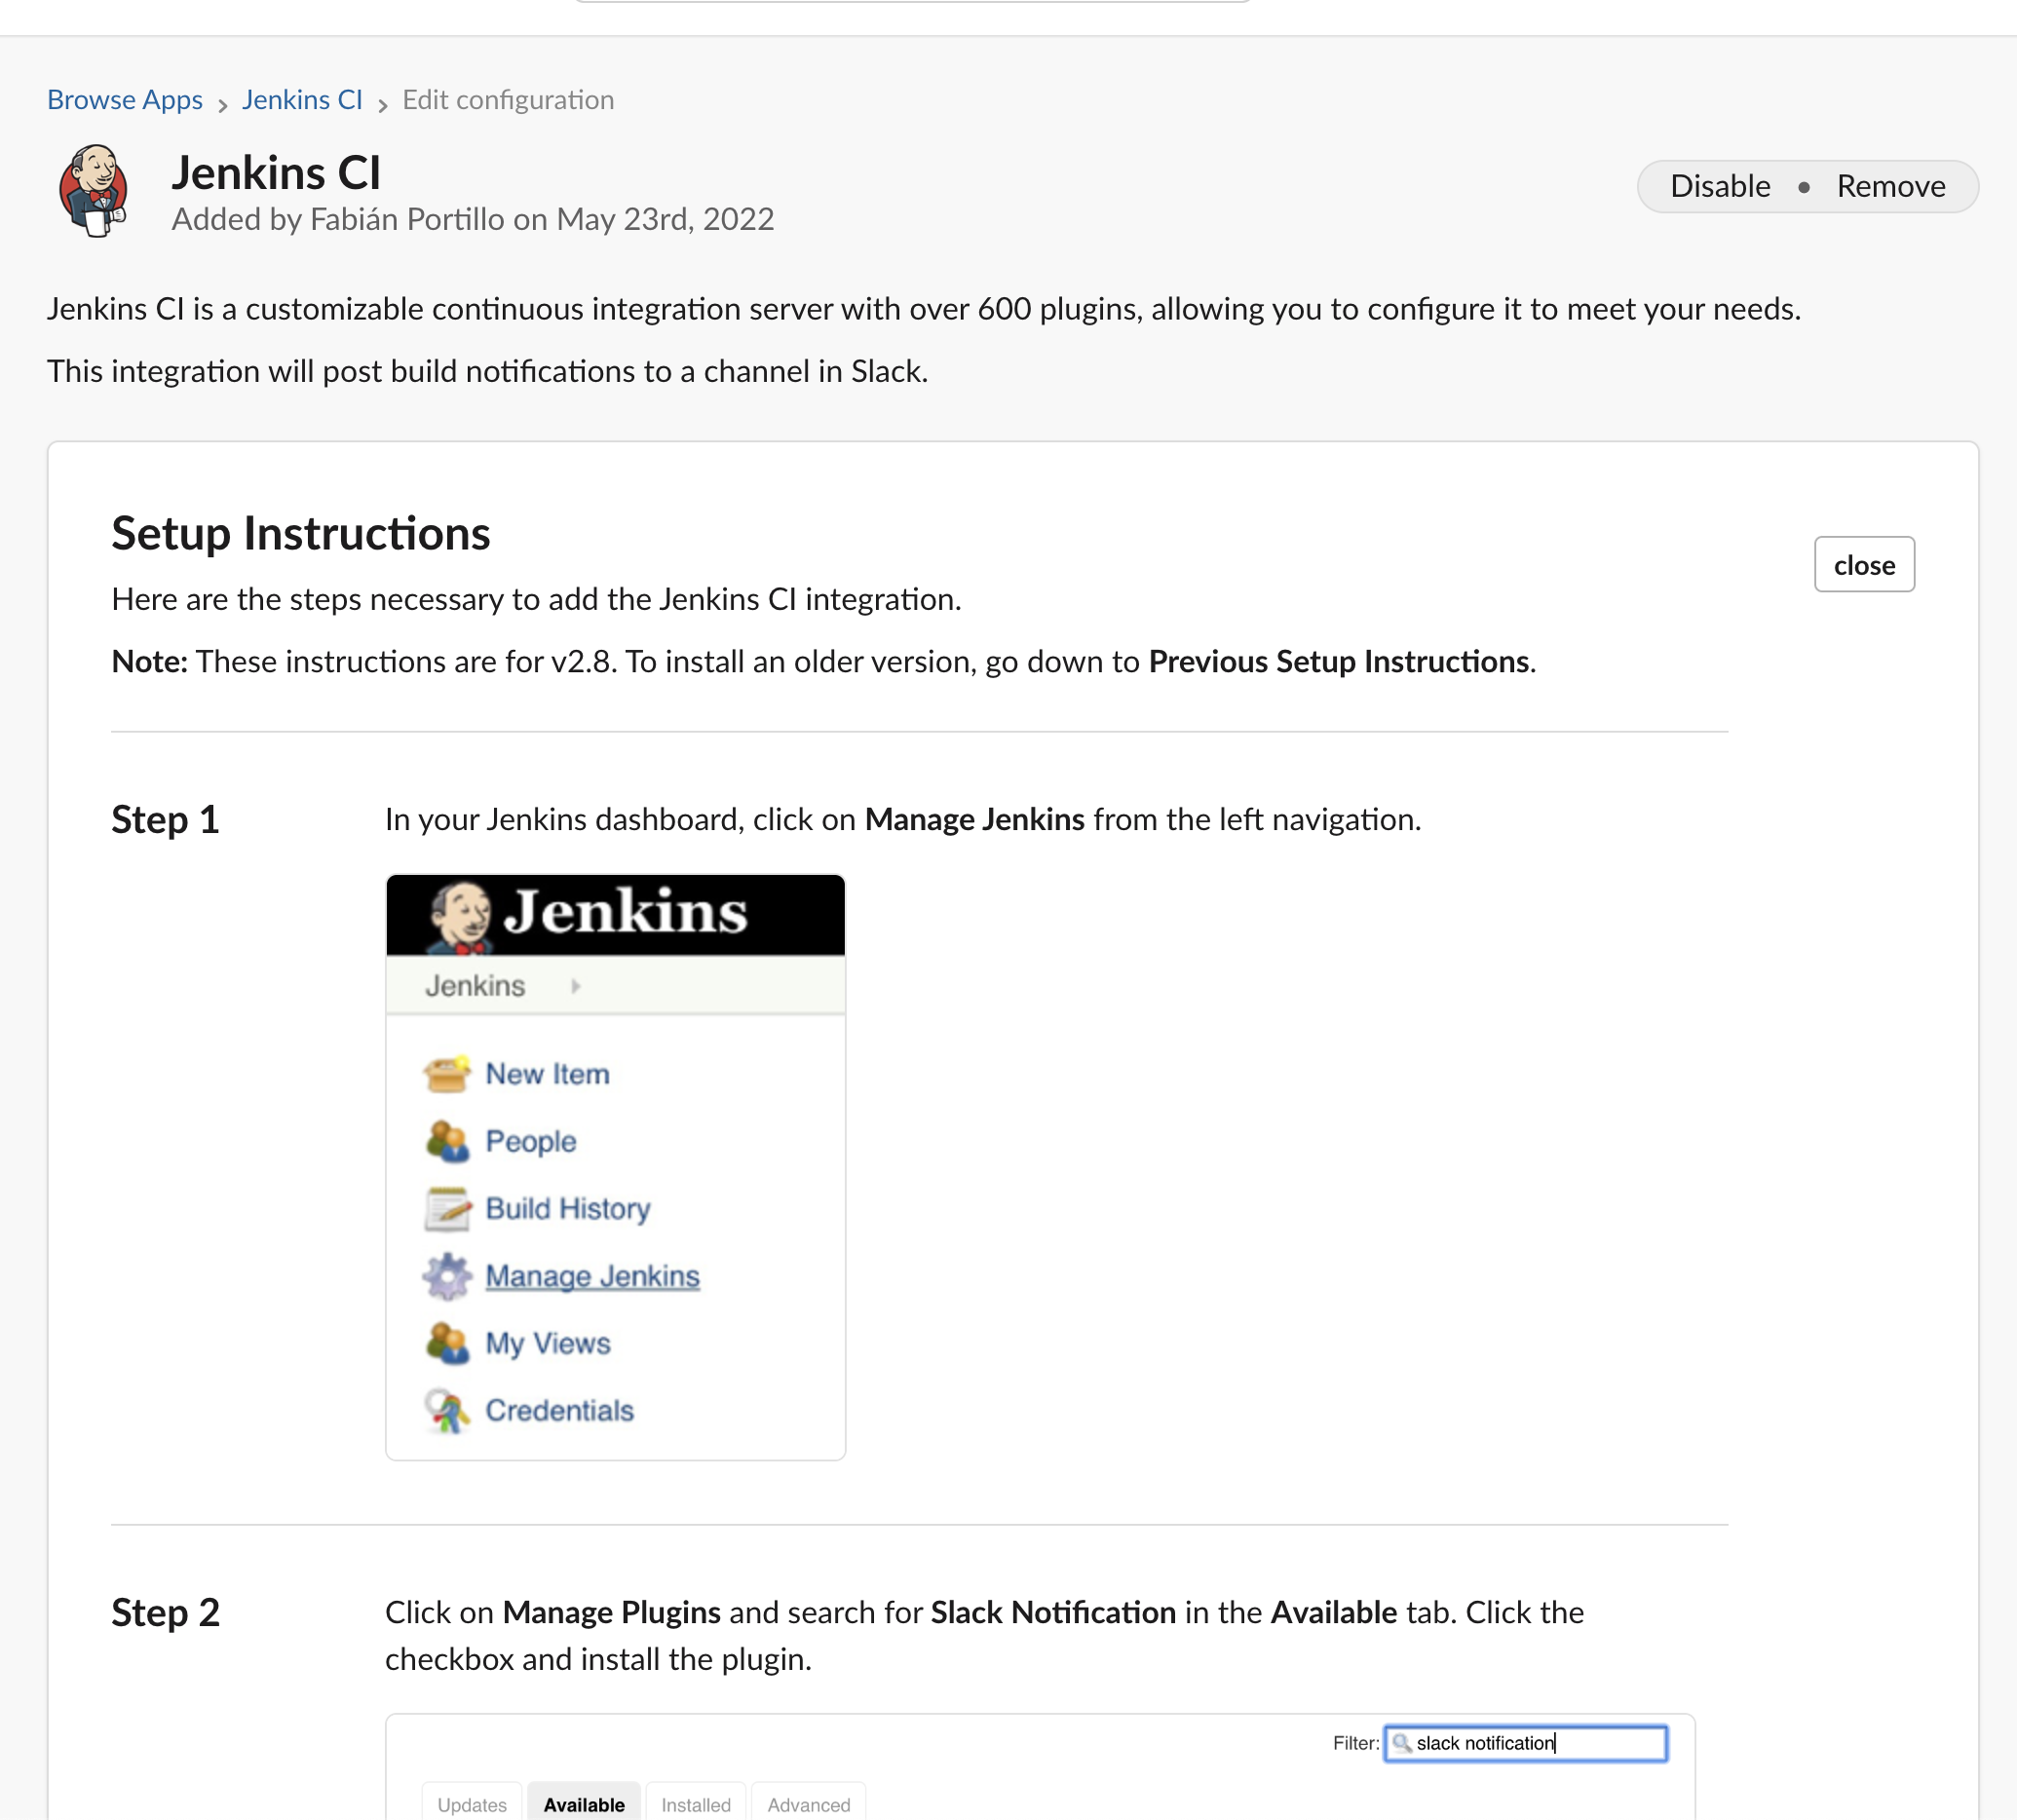 Browse Apps › Jenkins CI › Edit configuration
Jenkins CI
Added by Fabián Portillo on May 23rd, 2022
Disable • Remove
Jenkins CI is a customizable continuous integration server with over 600 plugins, allowing you to configure it to meet your needs.
This integration will post build notifications to a channel in Slack.
Setup Instructions
close
Here are the steps necessary to add the Jenkins CI integration.
Note: These instructions are for v2.8. To install an older version, go down to Previous Setup Instructions.
Step 1
In your Jenkins dashboard, click on Manage Jenkins from the left navigation.
Jenkins
Jenkins
New Item
People
Build History
Manage Jenkins
My Views
Credentials
Step 2
Click on Manage Plugins and search for Slack Notification in the Available tab. Click the
checkbox and install the plugin.
Filter: slack notification
Updates Available Installed Advanced